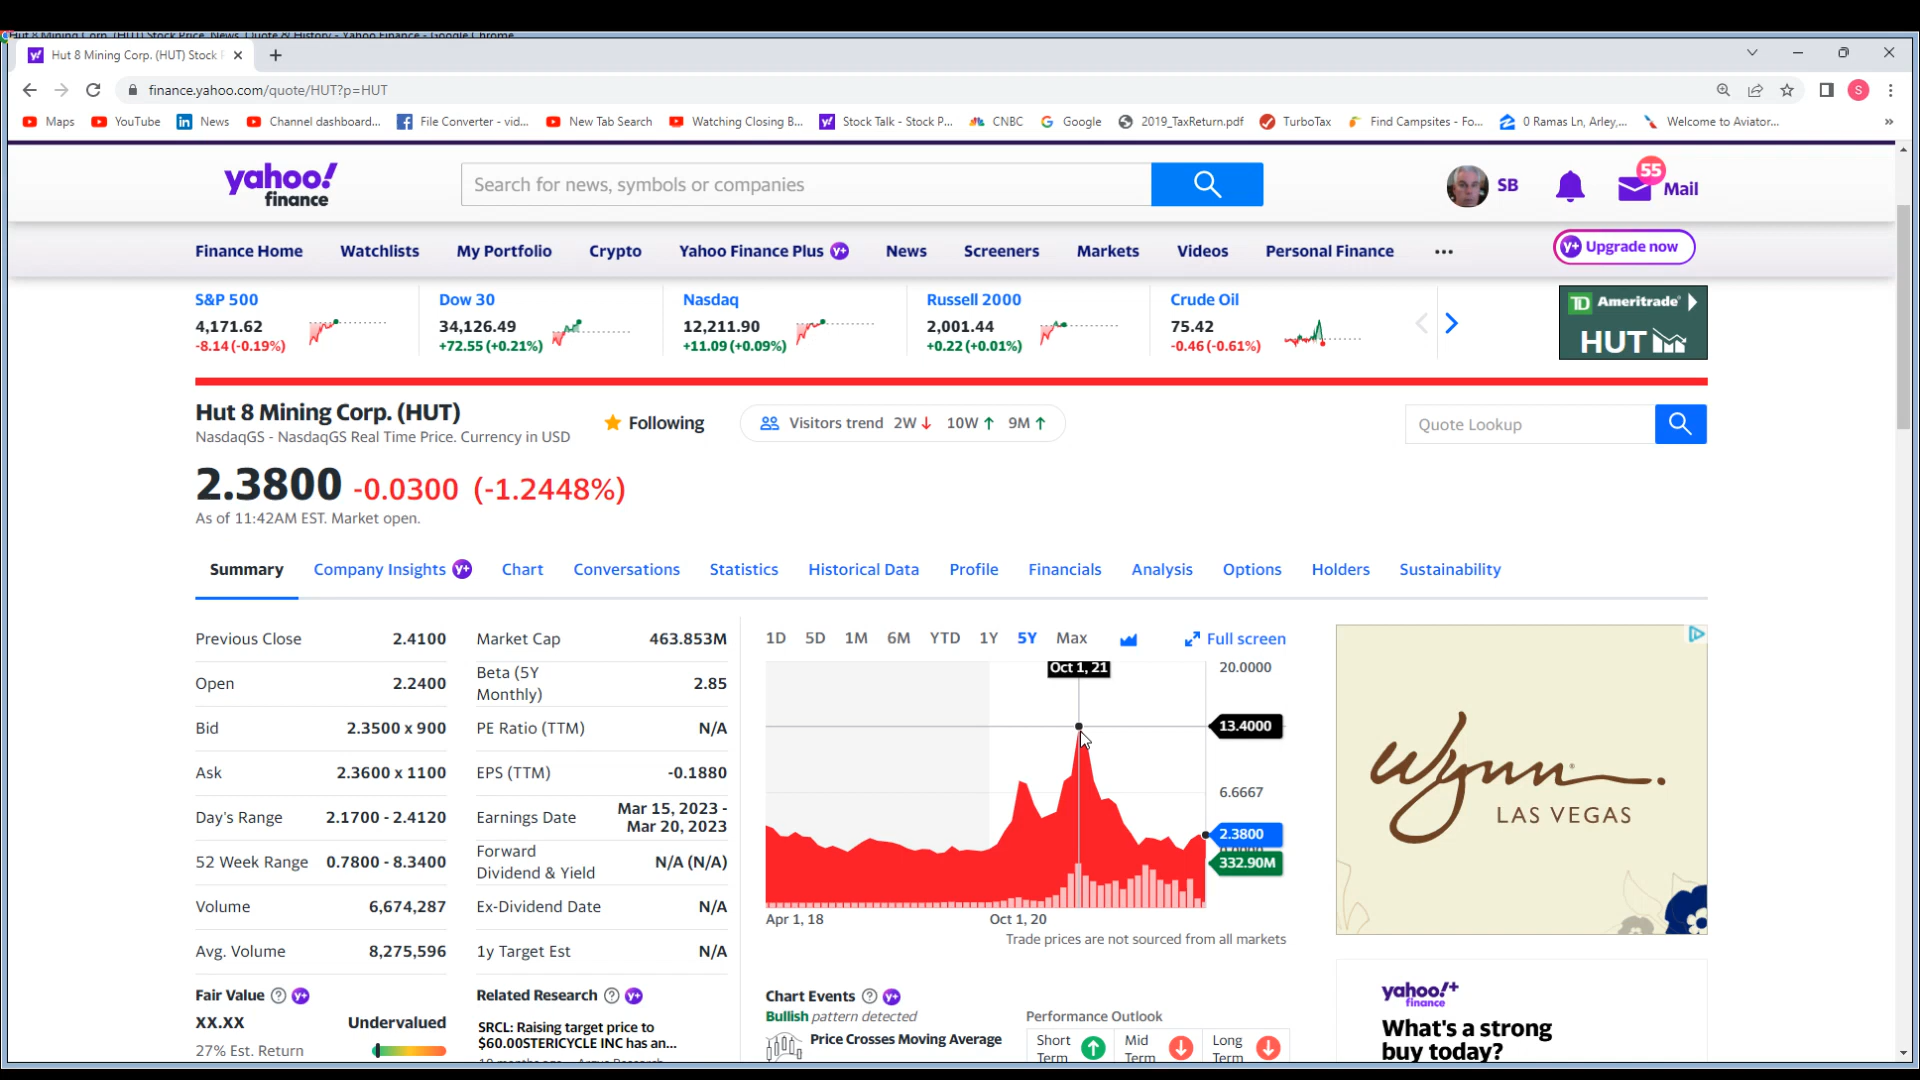 Hut 8 Mining Corp. (HUT) Stock Price, News, Quote & History - Yahoo Finance - Google Chrome
Hut 8 Mining Corp. (HUT) Stock
finance.yahoo.com/quote/HUT?p=HUT
S
Maps YouTube News Channel dashboard... File Converter - vid... New Tab Search Watching Closing B... Stock Talk - Stock P... CNBC Google 2019_TaxReturn.pdf TurboTax Find Campsites - Fo... 0 Ramas Ln, Arley,... Welcome to Aviator... »
yahoo!
finance
Search for news, symbols or companies
SB
55
Mail
Finance Home Watchlists My Portfolio Crypto Yahoo Finance Plus y+ News Screeners Markets Videos Personal Finance ... y+ Upgrade now
S&P 500 Dow 30 Nasdaq Russell 2000 Crude Oil
4,171.62 34,126.49 12,211.90 2,001.44 75.42
-8.14 (-0.19%) +72.55 (+0.21%) +11.09 (+0.09%) +0.22 (+0.01%) -0.46 (-0.61%)
TD Ameritrade
HUT
Hut 8 Mining Corp. (HUT)
NasdaqGS - NasdaqGS Real Time Price. Currency in USD
Following
Visitors trend 2W ↓ 10W ↑ 9M ↑
Quote Lookup
2.3800 -0.0300 (-1.2448%)
As of 11:42AM EST. Market open.
Summary Company Insights y+ Chart Conversations Statistics Historical Data Profile Financials Analysis Options Holders Sustainability
Previous Close 2.4100
Open 2.2400
Bid 2.3500 x 900
Ask 2.3600 x 1100
Day's Range 2.1700 - 2.4120
52 Week Range 0.7800 - 8.3400
Volume 6,674,287
Avg. Volume 8,275,596
Market Cap 463.853M
Beta (5Y
Monthly) 2.85
PE Ratio (TTM) N/A
EPS (TTM) -0.1880
Earnings Date Mar 15, 2023 -
Mar 20, 2023
Forward
Dividend & Yield N/A (N/A)
Ex-Dividend Date N/A
1y Target Est N/A
1D 5D 1M 6M YTD 1Y 5Y Max Full screen
Oct 1, 21
20.0000
13.4000
6.6667
2.3800
332.90M
Apr 1, 18 Oct 1, 20
Trade prices are not sourced from all markets
Wynn
LAS VEGAS
Fair Value ? y+
XX.XX Undervalued
27% Est. Return
Related Research ? y+
SRCL: Raising target price to
$60.00STERICYCLE INC has an...
Chart Events ? y+
Bullish pattern detected
Price Crosses Moving Average
Performance Outlook
Short
Term
Mid
Term
Long
Term
yahoo!+
finance
What's a strong
buy today?